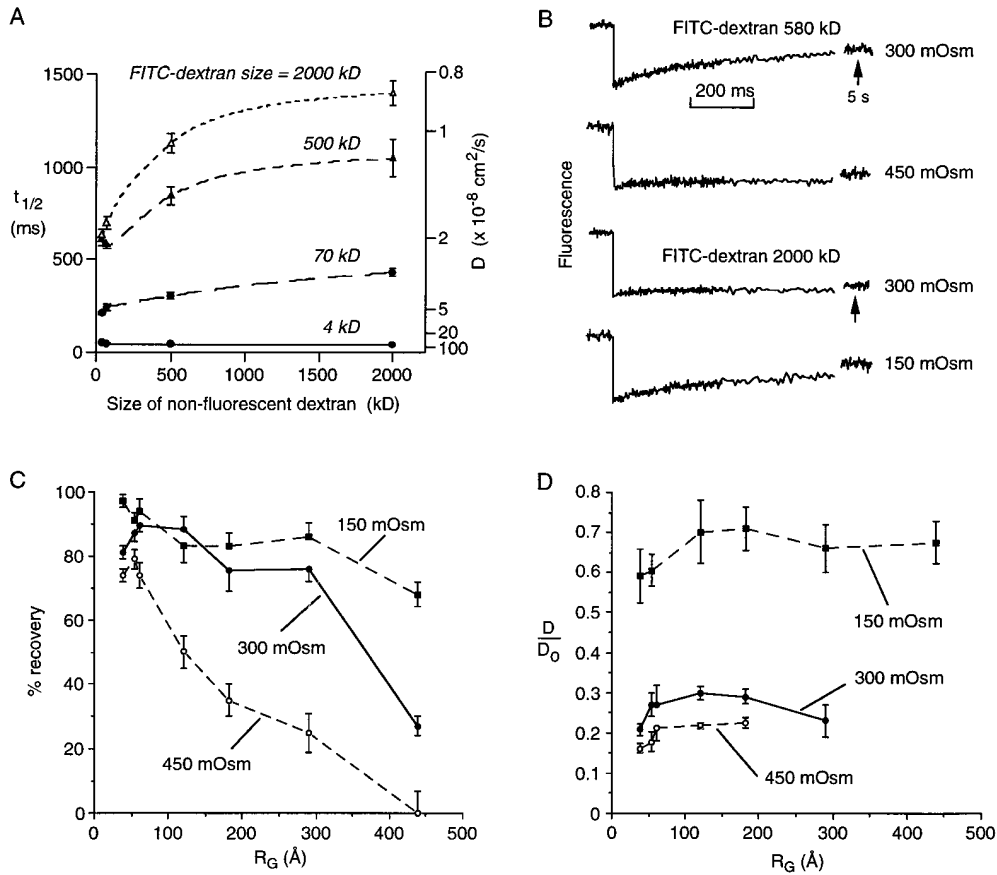 A
FITC-dextran size = 2000 kD
500 kD
70 kD
4 kD
1500
1000
500
0
t 1/2
(ms)
0.8
1
2
5
20
100
D (x 10⁻⁸ cm²/s)
0 500 1000 1500 2000
Size of non-fluorescent dextran (kD)
B
FITC-dextran 580 kD
300 mOsm
200 ms
5 s
450 mOsm
Fluorescence
FITC-dextran 2000 kD
300 mOsm
150 mOsm
C
100
80
60
40
20
0
% recovery
150 mOsm
300 mOsm
450 mOsm
0 100 200 300 400 500
R_G (Å)
D
0.8
0.7
0.6
0.5
0.4
0.3
0.2
0.1
0
D
D₀
150 mOsm
300 mOsm
450 mOsm
0 100 200 300 400 500
R_G (Å)